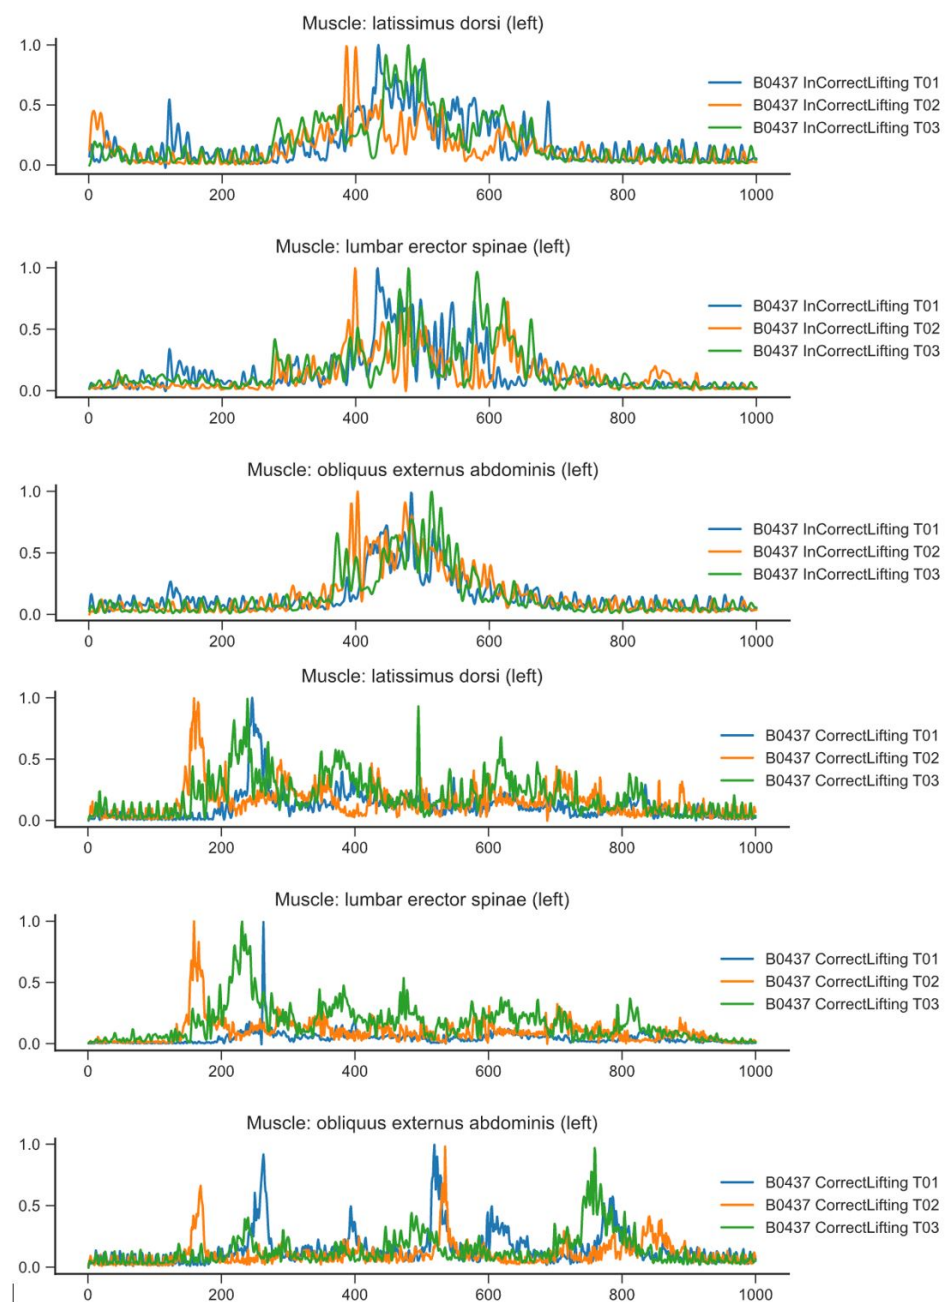 Muscle: latissimus dorsi (left)
1.0
0.5
0.0
0 200 400 600 800 1000
B0437 InCorrectLifting T01
B0437 InCorrectLifting T02
B0437 InCorrectLifting T03
Muscle: lumbar erector spinae (left)
1.0
0.5
0.0
0 200 400 600 800 1000
B0437 InCorrectLifting T01
B0437 InCorrectLifting T02
B0437 InCorrectLifting T03
Muscle: obliquus externus abdominis (left)
1.0
0.5
0.0
0 200 400 600 800 1000
B0437 InCorrectLifting T01
B0437 InCorrectLifting T02
B0437 InCorrectLifting T03
Muscle: latissimus dorsi (left)
1.0
0.5
0.0
0 200 400 600 800 1000
B0437 CorrectLifting T01
B0437 CorrectLifting T02
B0437 CorrectLifting T03
Muscle: lumbar erector spinae (left)
1.0
0.5
0.0
0 200 400 600 800 1000
B0437 CorrectLifting T01
B0437 CorrectLifting T02
B0437 CorrectLifting T03
Muscle: obliquus externus abdominis (left)
1.0
0.5
0.0
0 200 400 600 800 1000
B0437 CorrectLifting T01
B0437 CorrectLifting T02
B0437 CorrectLifting T03